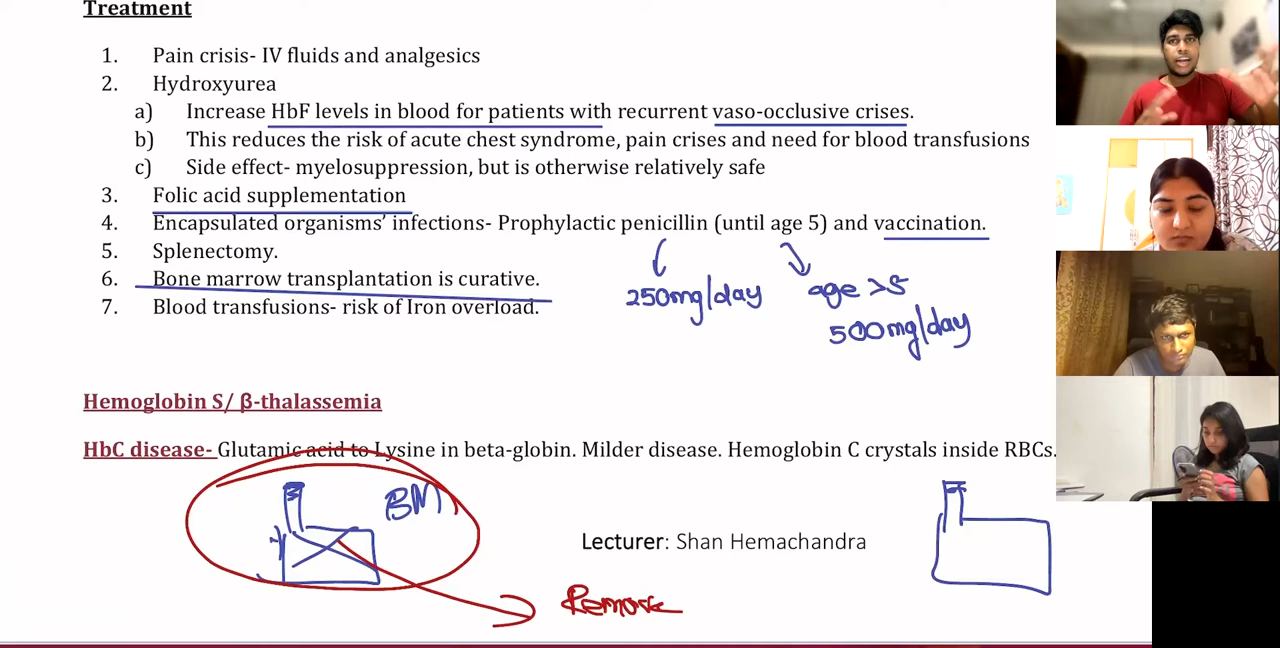 Treatment
1. Pain crisis- IV fluids and analgesics
2. Hydroxyurea
a) Increase HbF levels in blood for patients with recurrent vaso-occlusive crises.
b) This reduces the risk of acute chest syndrome, pain crises and need for blood transfusions
c) Side effect- myelosuppression, but is otherwise relatively safe
3. Folic acid supplementation
4. Encapsulated organisms' infections- Prophylactic penicillin (until age 5) and vaccination.
5. Splenectomy.
6. Bone marrow transplantation is curative.
250mg/day
age >5
7. Blood transfusions- risk of Iron overload.
500mg/day
Hemoglobin S/ β-thalassemia
HbC disease- Glutamic acid to Lysine in beta-globin. Milder disease. Hemoglobin C crystals inside RBCs.
BM
Lecturer: Shan Hemachandra
Remove